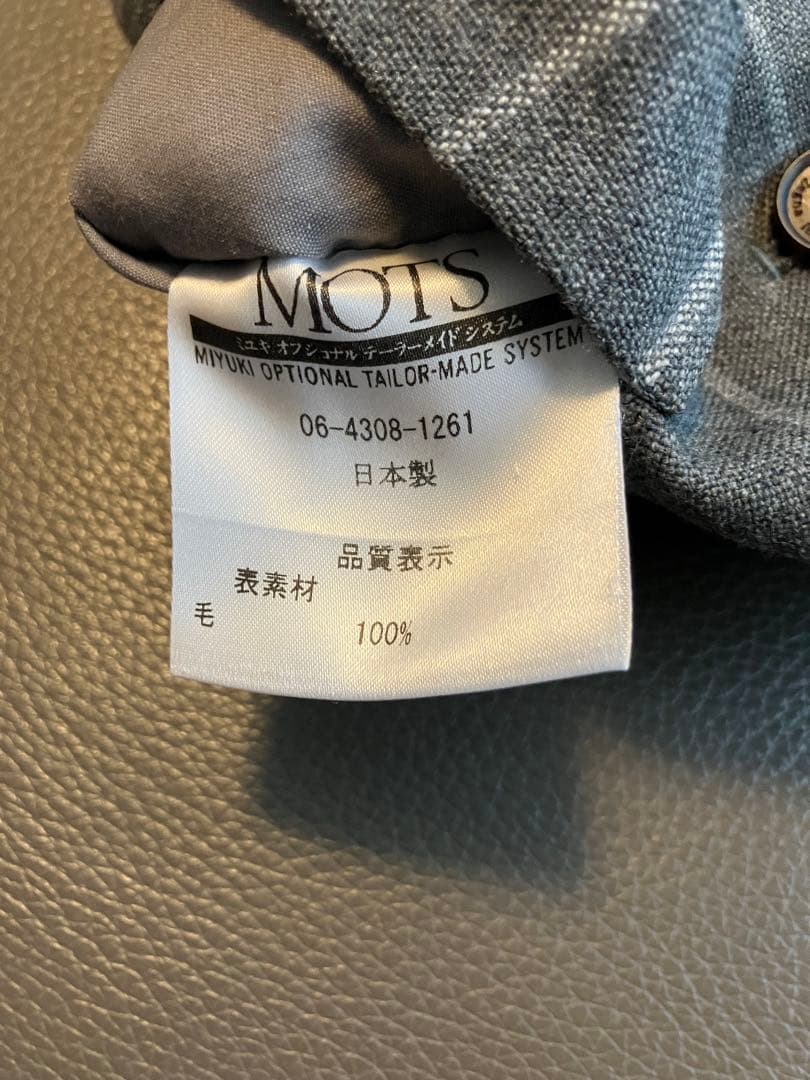 MOTS
ミユキ オプショナル テーラーメイド システム
MIYUKI OPTIONAL TAILOR-MADE SYSTEM
06-4308-1261
日本製
品質表示
表素材
毛 100%